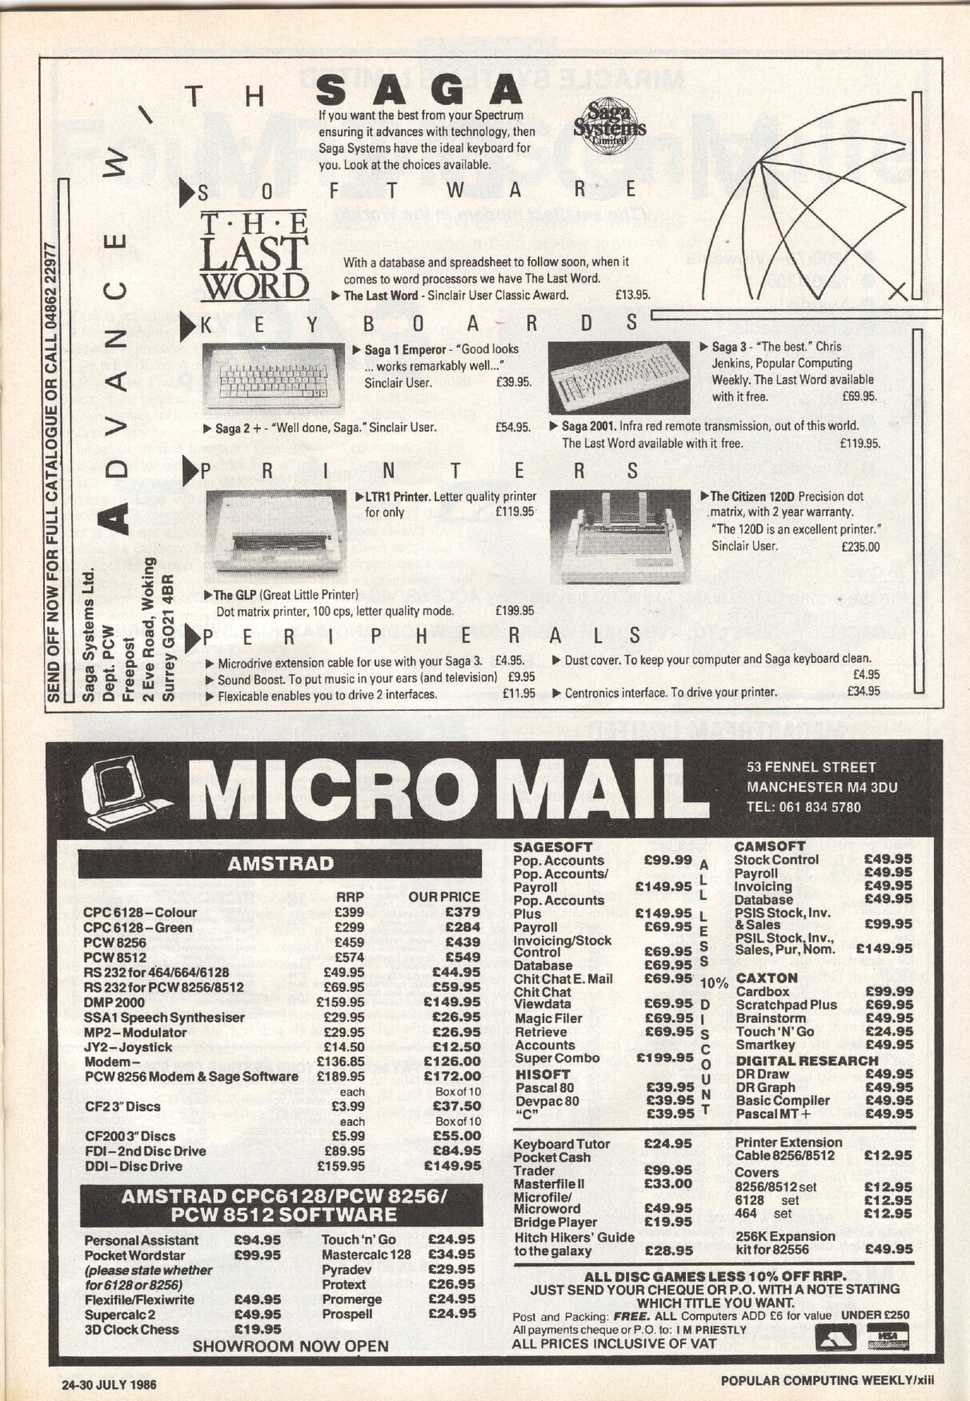 ADVANCE WITH SAGA
If you want the best from your Spectrum
ensuring it advances with technology, then
Saga Systems have the ideal keyboard for
you. Look at the choices available.
Saga
Systems
Limited
SEND OFF NOW FOR FULL CATALOGUE OR CALL 04862 22977
Saga Systems Ltd.
Dept. PCW
Freepost
2 Eve Road, Woking
Surrey GO21 4BR
SOFTWARE
T·H·E
LAST
WORD
With a database and spreadsheet to follow soon, when it
comes to word processors we have The Last Word.
▶ The Last Word - Sinclair User Classic Award. £13.95.
KEYBOARDS
▶ Saga 1 Emperor - "Good looks
... works remarkably well..."
Sinclair User. £39.95.
▶ Saga 2 + - "Well done, Saga." Sinclair User. £54.95.
▶ Saga 3 - "The best." Chris
Jenkins, Popular Computing
Weekly. The Last Word available
with it free. £69.95.
▶ Saga 2001. Infra red remote transmission, out of this world.
The Last Word available with it free. £119.95.
PRINTERS
▶LTR1 Printer. Letter quality printer
for only £119.95
▶The GLP (Great Little Printer)
Dot matrix printer, 100 cps, letter quality mode. £199.95
▶The Citizen 120D Precision dot
matrix, with 2 year warranty.
"The 120D is an excellent printer."
Sinclair User. £235.00
PERIPHERALS
▶ Microdrive extension cable for use with your Saga 3. £4.95.
▶ Sound Boost. To put music in your ears (and television) £9.95
▶ Flexicable enables you to drive 2 interfaces. £11.95
▶ Dust cover. To keep your computer and Saga keyboard clean.
£4.95
▶ Centronics interface. To drive your printer. £34.95
MICRO MAIL
53 FENNEL STREET
MANCHESTER M4 3DU
TEL: 061 834 5780
AMSTRAD
RRP OUR PRICE
CPC 6128–Colour £399 £379
CPC 6128–Green £299 £284
PCW 8256 £459 £439
PCW 8512 £574 £549
RS 232 for 464/664/6128 £49.95 £44.95
RS 232 for PCW 8256/8512 £69.95 £59.95
DMP 2000 £159.95 £149.95
SSA1 Speech Synthesiser £29.95 £26.95
MP2–Modulator £29.95 £26.95
JY2–Joystick £14.50 £12.50
Modem– £136.85 £126.00
PCW 8256 Modem & Sage Software £189.95 £172.00
each Box of 10
CF2 3" Discs £3.99 £37.50
each Box of 10
CF200 3" Discs £5.99 £55.00
FDI–2nd Disc Drive £89.95 £84.95
DDI–Disc Drive £159.95 £149.95
AMSTRAD CPC6128/PCW 8256/
PCW 8512 SOFTWARE
Personal Assistant £94.95
Pocket Wordstar £99.95
(please state whether
for 6128 or 8256)
Flexifile/Flexiwrite £49.95
Supercalc 2 £49.95
3D Clock Chess £19.95
Touch 'n' Go £24.95
Mastercalc 128 £34.95
Pyradev £29.95
Protext £26.95
Promerge £24.95
Prospell £24.95
SHOWROOM NOW OPEN
SAGESOFT
Pop. Accounts £99.99
Pop. Accounts/
Payroll £149.95
Pop. Accounts
Plus £149.95
Payroll £69.95
Invoicing/Stock
Control £69.95
Database £69.95
Chit Chat E. Mail £69.95
Chit Chat
Viewdata £69.95
Magic Filer £69.95
Retrieve £69.95
Accounts
Super Combo £199.95
HISOFT
Pascal 80 £39.95
Devpac 80 £39.95
"C" £39.95
ALL LESS 10% DISCOUNT
CAMSOFT
Stock Control £49.95
Payroll £49.95
Invoicing £49.95
Database £49.95
PSIS Stock, Inv.
& Sales £99.95
PSIL Stock, Inv.,
Sales, Pur, Nom. £149.95
CAXTON
Cardbox £99.99
Scratchpad Plus £69.95
Brainstorm £49.95
Touch 'N' Go £24.95
Smartkey £49.95
DIGITAL RESEARCH
DR Draw £49.95
DR Graph £49.95
Basic Compiler £49.95
Pascal MT+ £49.95
Keyboard Tutor £24.95
Pocket Cash
Trader £99.95
Masterfile II £33.00
Microfile/
Microword £49.95
Bridge Player £19.95
Hitch Hikers' Guide
to the galaxy £28.95
Printer Extension
Cable 8256/8512 £12.95
Covers
8256/8512 set £12.95
6128 set £12.95
464 set £12.95
256K Expansion
kit for 82556 £49.95
ALL DISC GAMES LESS 10% OFF RRP.
JUST SEND YOUR CHEQUE OR P.O. WITH A NOTE STATING
WHICH TITLE YOU WANT.
Post and Packing: FREE. ALL Computers ADD £6 for value UNDER £250
All payments cheque or P.O. to: I M PRIESTLY
ALL PRICES INCLUSIVE OF VAT
VISA
24-30 JULY 1986
POPULAR COMPUTING WEEKLY/xiii